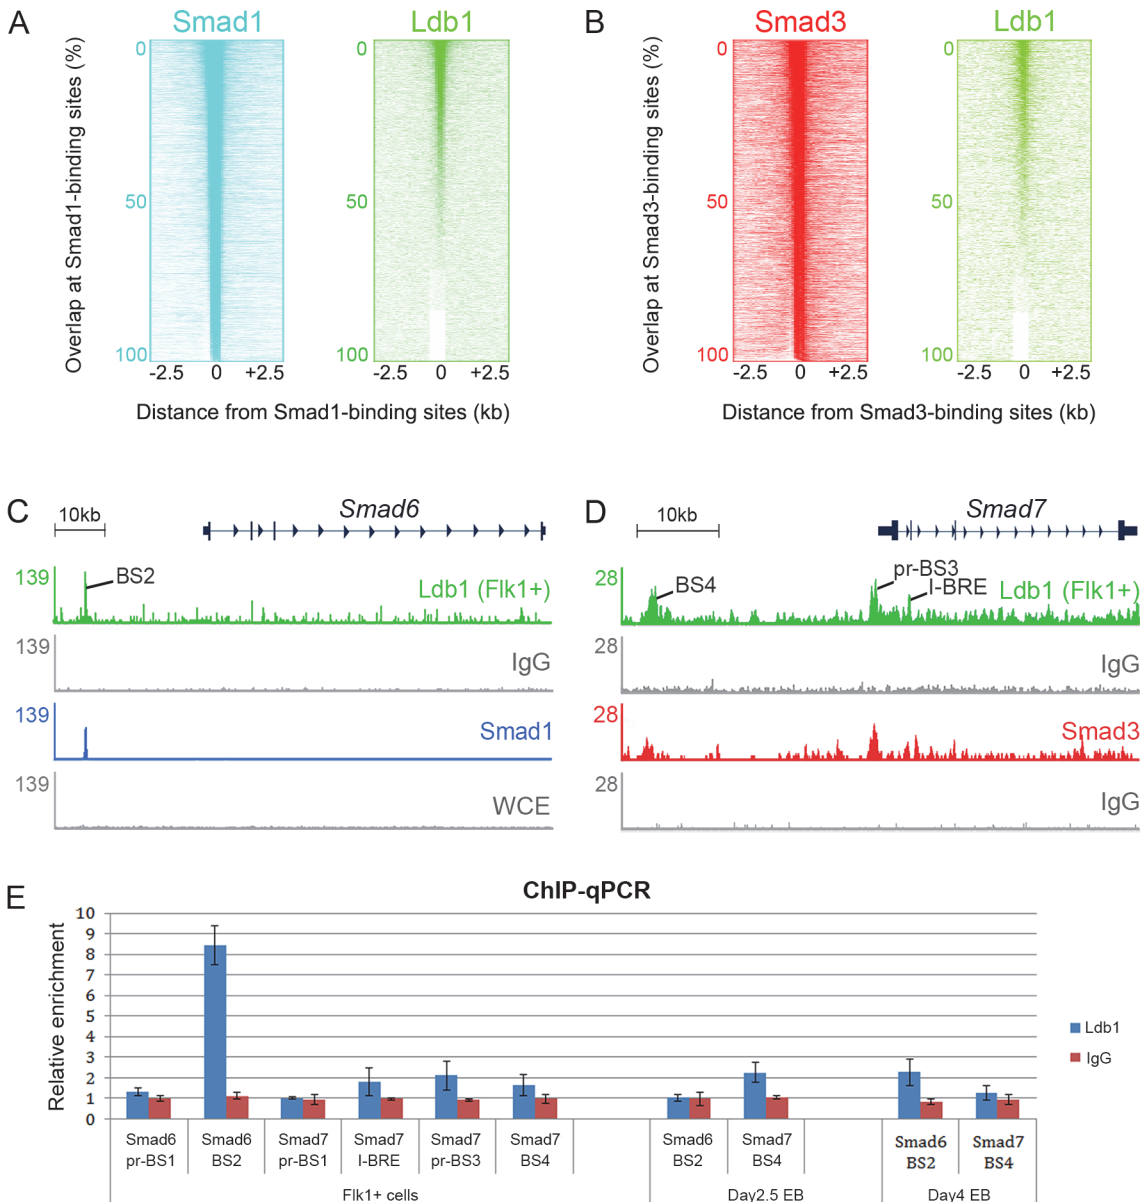 A
Smad1
Ldb1
Overlap at Smad1-binding sites (%)
0
50
100
0
50
100
-2.5 0 +2.5
-2.5 0 +2.5
Distance from Smad1-binding sites (kb)
B
Smad3
Ldb1
Overlap at Smad3-binding sites (%)
0
50
100
0
50
100
-2.5 0 +2.5
-2.5 0 +2.5
Distance from Smad3-binding sites (kb)
C
10kb
Smad6
139
BS2
Ldb1 (Flk1+)
139
IgG
139
Smad1
139
WCE
D
10kb
Smad7
28
BS4
pr-BS3
I-BRE
Ldb1 (Flk1+)
28
IgG
28
Smad3
28
IgG
E
ChIP-qPCR
Relative enrichment
10
9
8
7
6
5
4
3
2
1
0
Smad6 pr-BS1
Smad6 BS2
Smad7 pr-BS1
Smad7 I-BRE
Smad7 pr-BS3
Smad7 BS4
Smad6 BS2
Smad7 BS4
Smad6 BS2
Smad7 BS4
Flk1+ cells
Day2.5 EB
Day4 EB
Ldb1
IgG